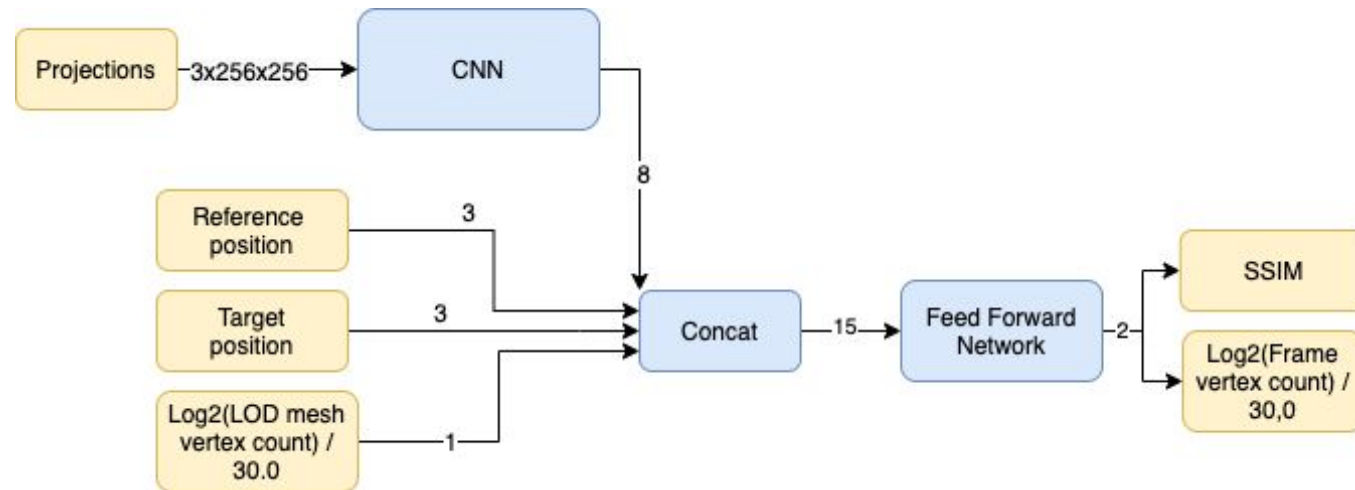 Projections
3x256x256
CNN
8
Reference
position
3
Target
position
3
Log2(LOD mesh
vertex count) /
30.0
1
Concat
15
Feed Forward
Network
2
SSIM
Log2(Frame
vertex count) /
30,0